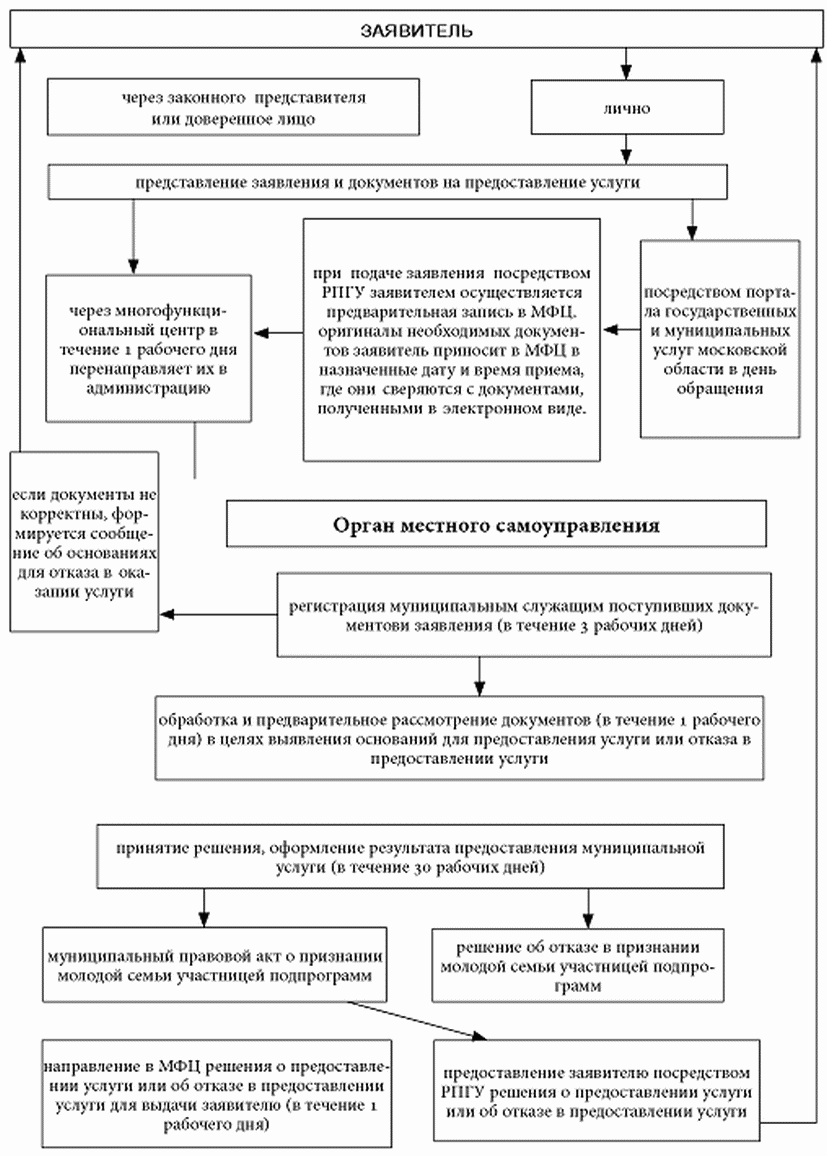 ЗАЯВИТЕЛЬ
через законного представителя
или доверенное лицо
лично
представление заявления и документов на предоставление услуги
через многофункци-
ональный центр в
течение 1 рабочего дня
перенаправляет их в
администрацию
при подаче заявления посредством
РПГУ заявителем осуществляется
предварительная запись в МФЦ,
оригиналы необходимых докумен-
тов заявитель приносит в МФЦ в
назначенные дату и время приема,
где они сверяются с документами,
полученными в электронном виде.
посредством порта-
ла государственных
и муниципальных
услуг московской
области в день
обращения
если документы не
корректны, фор-
мируется сообще-
ние об основаниях
для отказа в ока-
зании услуги
Орган местного самоуправления
регистрация муниципальным служащим поступивших доку-
ментови заявления (в течение 3 рабочих дней)
обработка и предварительное рассмотрение документов (в течение 1 рабочего
дня) в целях выявления оснований для предоставления услуги или отказа в
предоставлении услуги
принятие решения, оформление результата предоставления муниципальной
услуги (в течение 30 рабочих дней)
муниципальный правовой акт о признании
молодой семьи участницей подпрограмм
решение об отказе в признании
молодой семьи участницей подпро-
грамм
направление в МФЦ решения о предоставле-
нии услуги или об отказе в предоставлении
услуги для выдачи заявителю (в течение 1
рабочего дня)
предоставление заявителю посредством
РПГУ решения о предоставлении услуги
или об отказе в предоставлении услуги